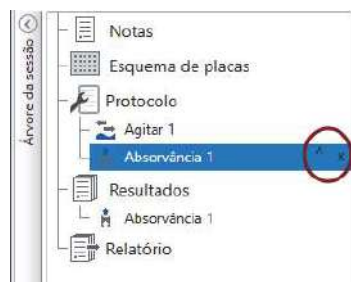 Árvore da sessão
Notas
Esquema de placas
Protocolo
Agitar 1
Absorvância 1
Resultados
Absorvância 1
Relatório